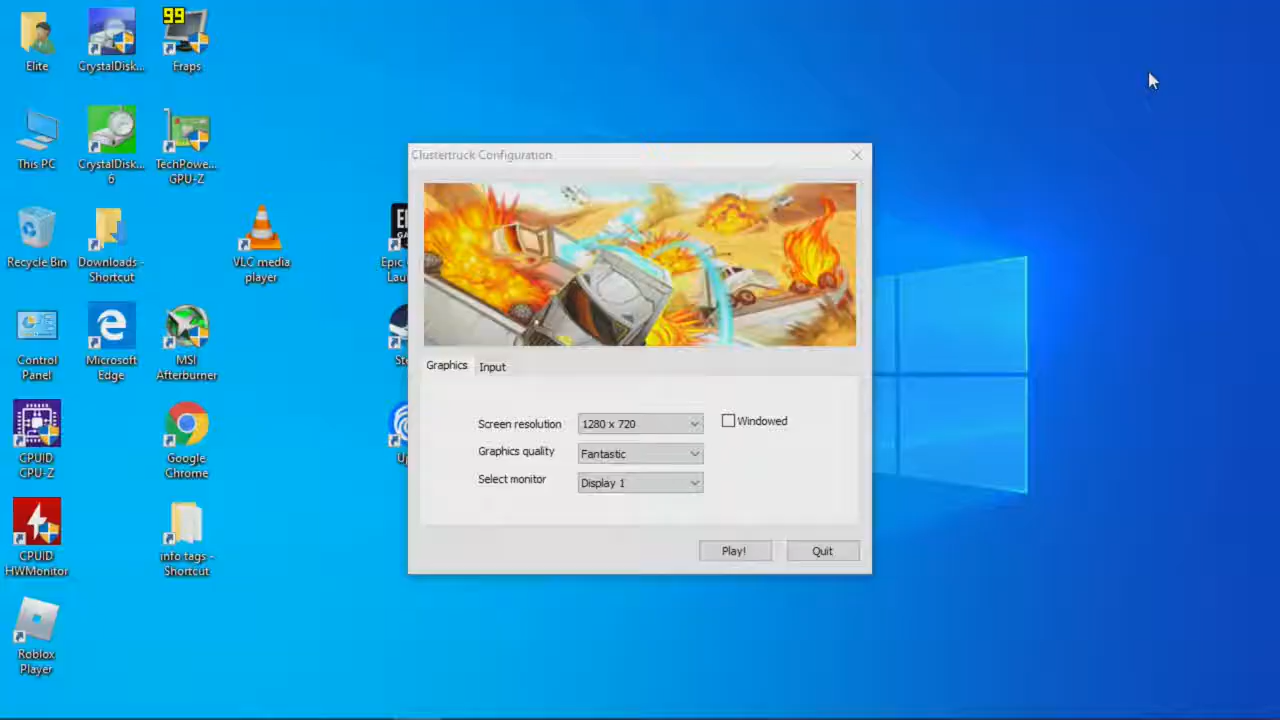 99
Elite
CrystalDisk...
Fraps
This PC
CrystalDisk...
6
TechPowe...
GPU-Z
Recycle Bin
Downloads -
Shortcut
VLC media
player
Control
Panel
Microsoft
Edge
MSI
Afterburner
CPUID
CPU-Z
Google
Chrome
CPUID
HWMonitor
info tags -
Shortcut
Roblox
Player
Clustertruck Configuration
Graphics
Input
Screen resolution
1280 x 720
Windowed
Graphics quality
Fantastic
Select monitor
Display 1
Play!
Quit